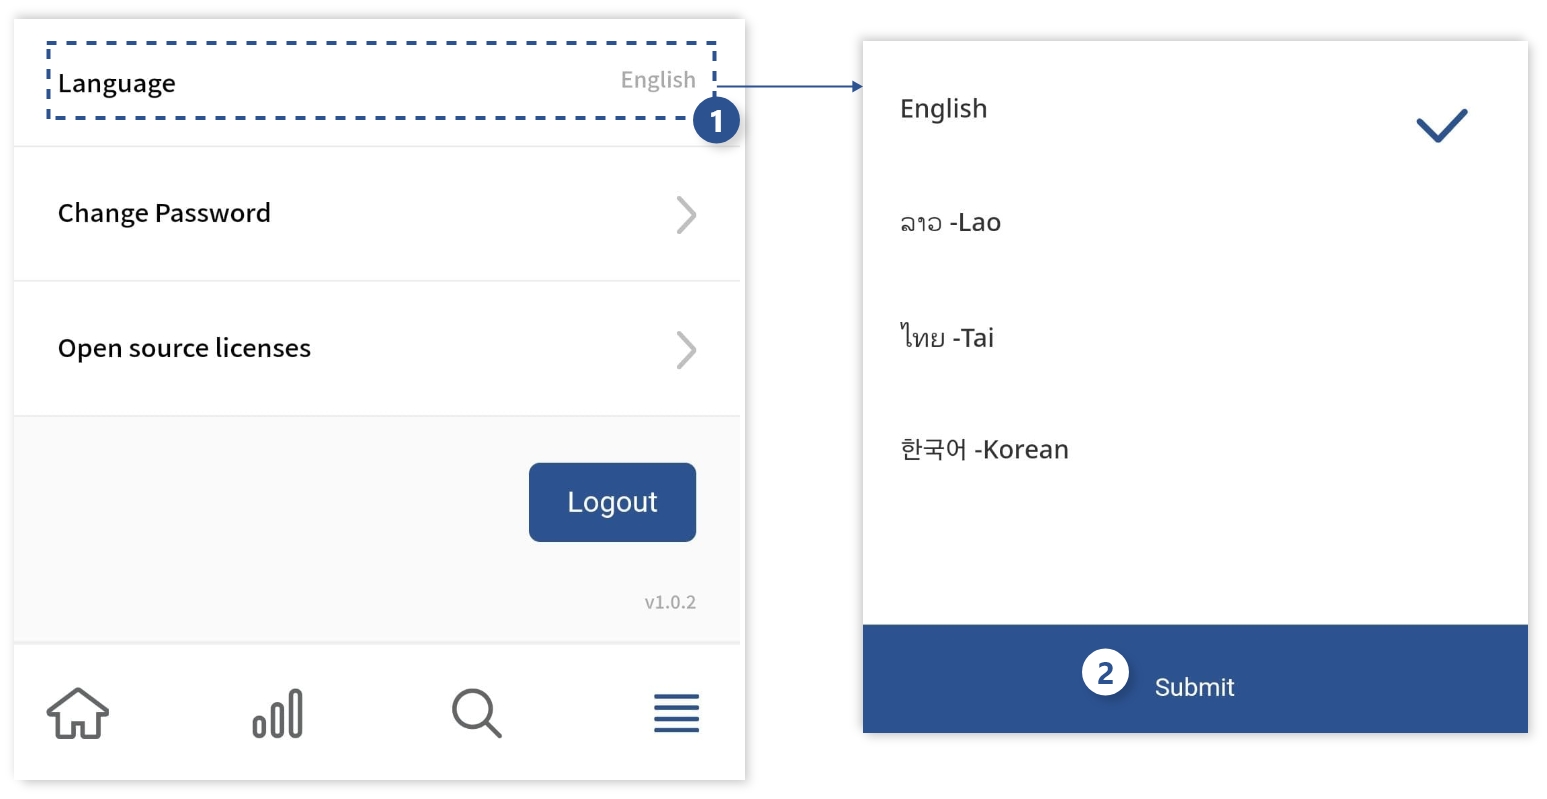 Language
English
1
Change Password
Open source licenses
Logout
v1.0.2
English
ລາວ -Lao
ไทย -Tai
한국어 -Korean
2
Submit